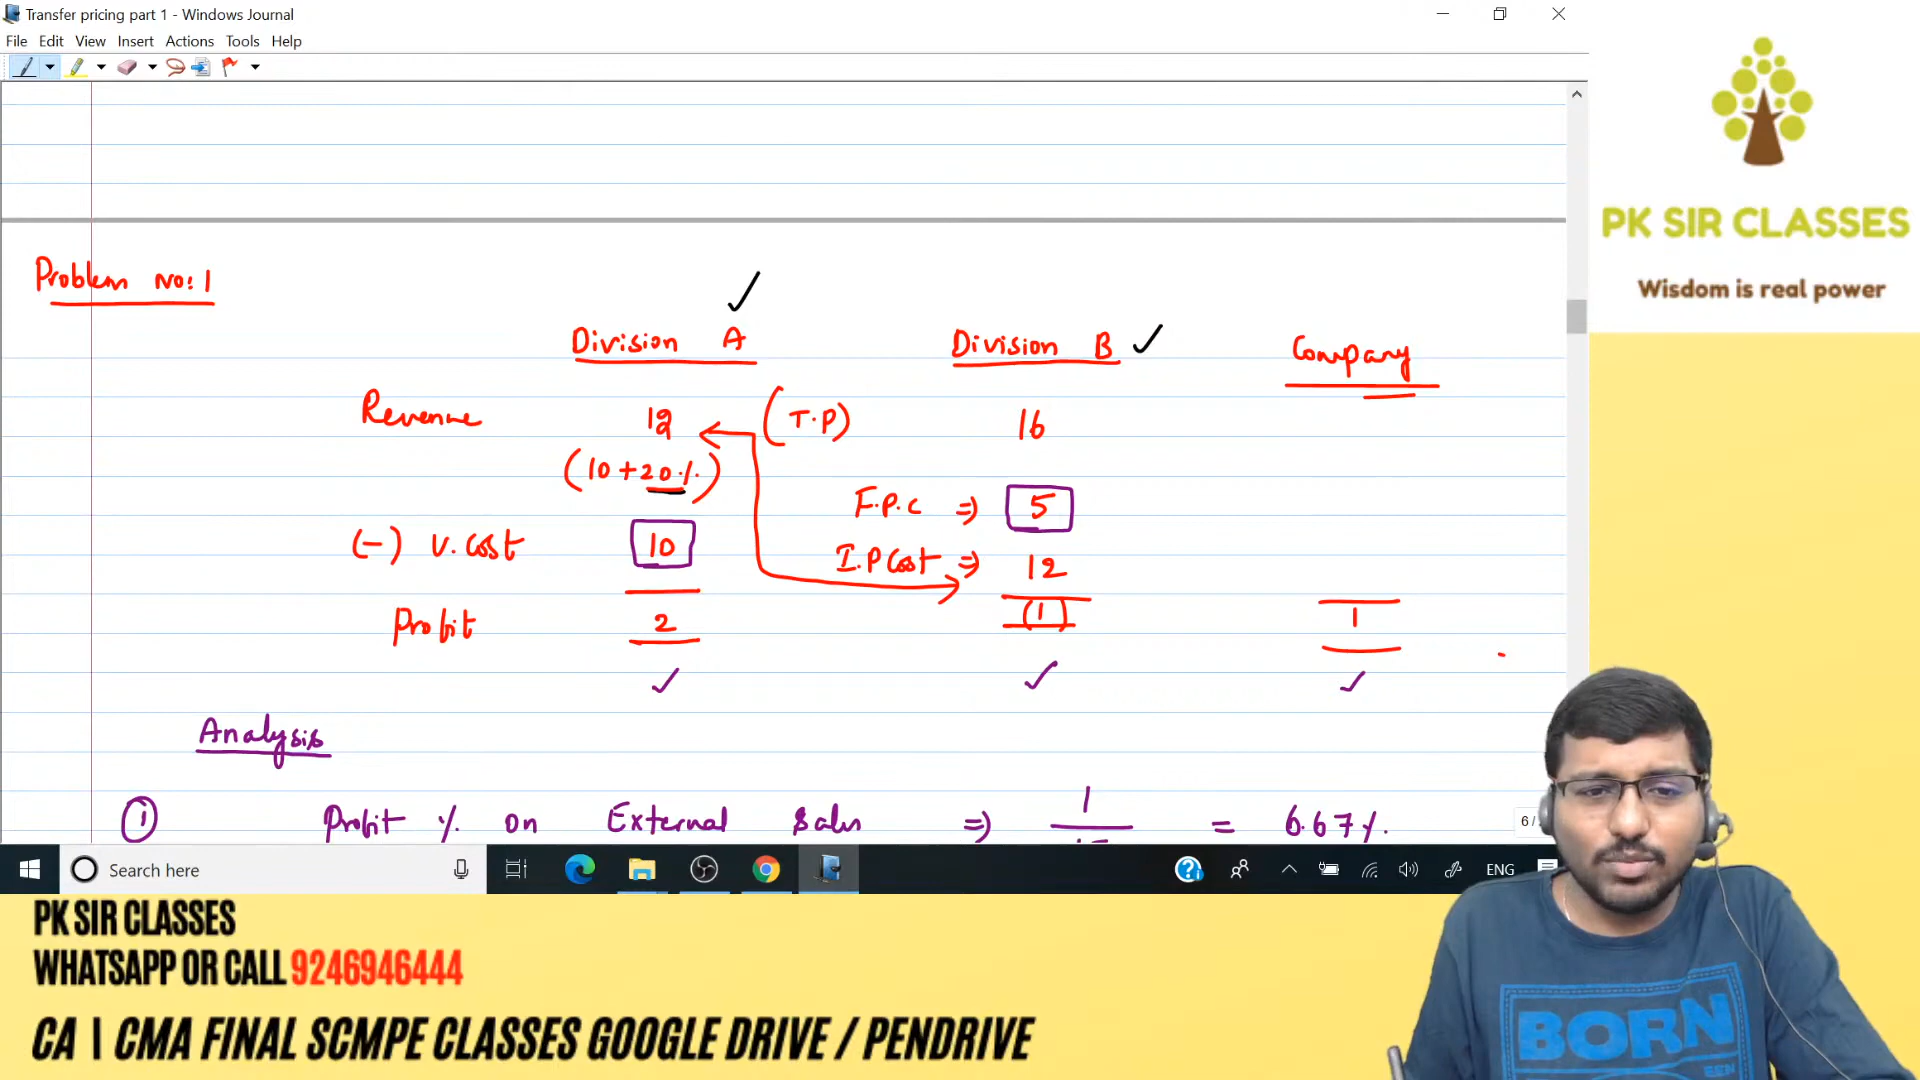 Transfer pricing part 1 - Windows Journal
File Edit View Insert Actions Tools Help
PK SIR CLASSES
Wisdom is real power
Problem No: 1
Division A Division B Company
Revenue 12 (T.P) 16
(10+20%)
F.P.C ⇒ 5
(-) V. Cost 10 I.P Cost ⇒ 12
Profit 2 (1) 1
Analysis
① Profit % on External Sales ⇒ 1 = 6.67%
6 /
Search here
ENG
PK SIR CLASSES
WHATSAPP OR CALL 9246946444
CA \ CMA FINAL SCMPE CLASSES GOOGLE DRIVE / PENDRIVE
BORN